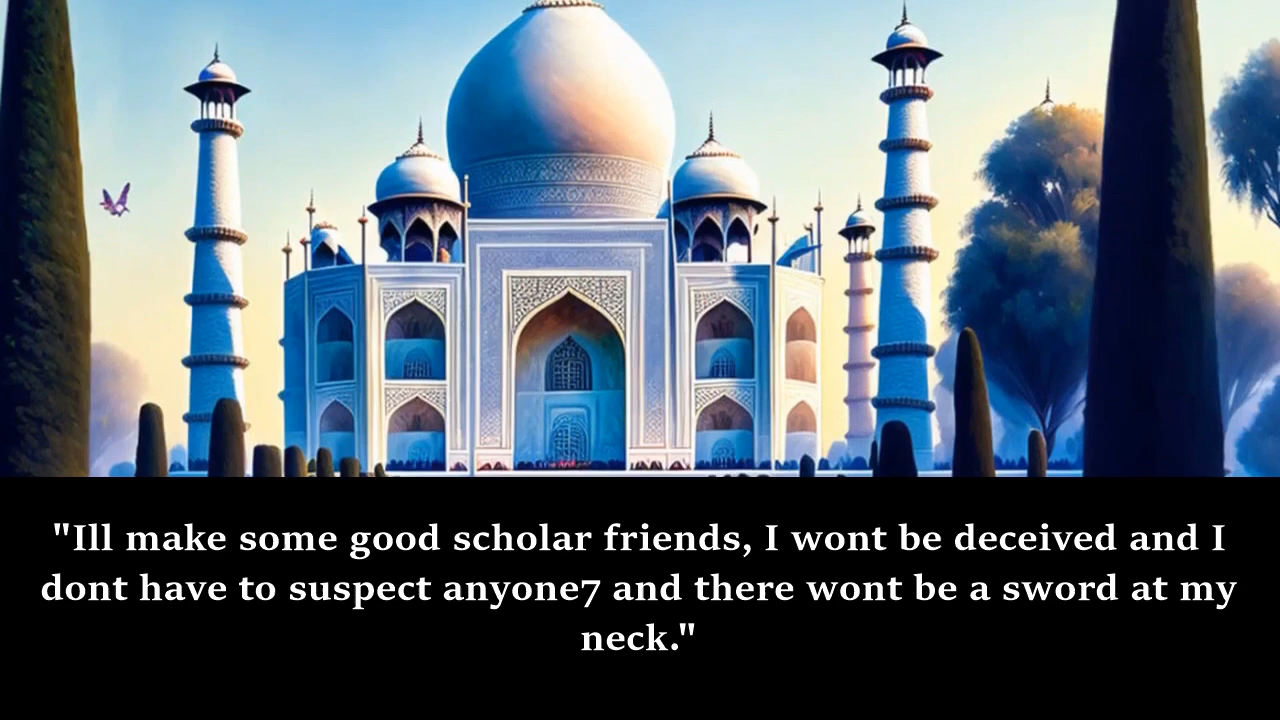 "Ill make some good scholar friends, I wont be deceived and I
dont have to suspect anyone7 and there wont be a sword at my
neck."